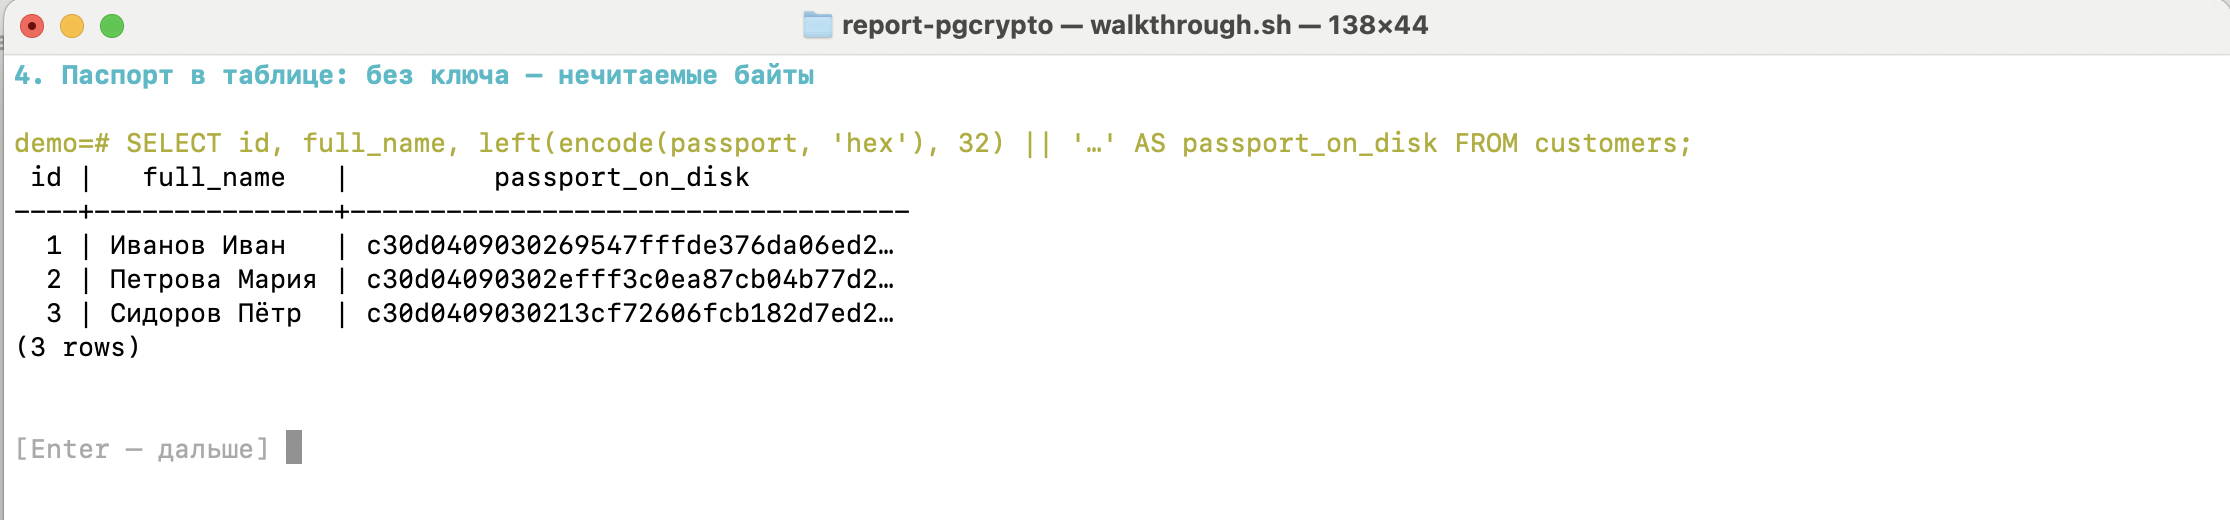 report-pgcrypto — walkthrough.sh — 138×44
4. Паспорт в таблице: без ключа — нечитаемые байты
demo=# SELECT id, full_name, left(encode(passport, 'hex'), 32) || '…' AS passport_on_disk FROM customers;
 id |   full_name   |         passport_on_disk
----+---------------+-----------------------------------
  1 | Иванов Иван   | c30d0409030269547fffde376da06ed2…
  2 | Петрова Мария | c30d04090302efff3c0ea87cb04b77d2…
  3 | Сидоров Пётр  | c30d0409030213cf72606fcb182d7ed2…
(3 rows)
[Enter — дальше]